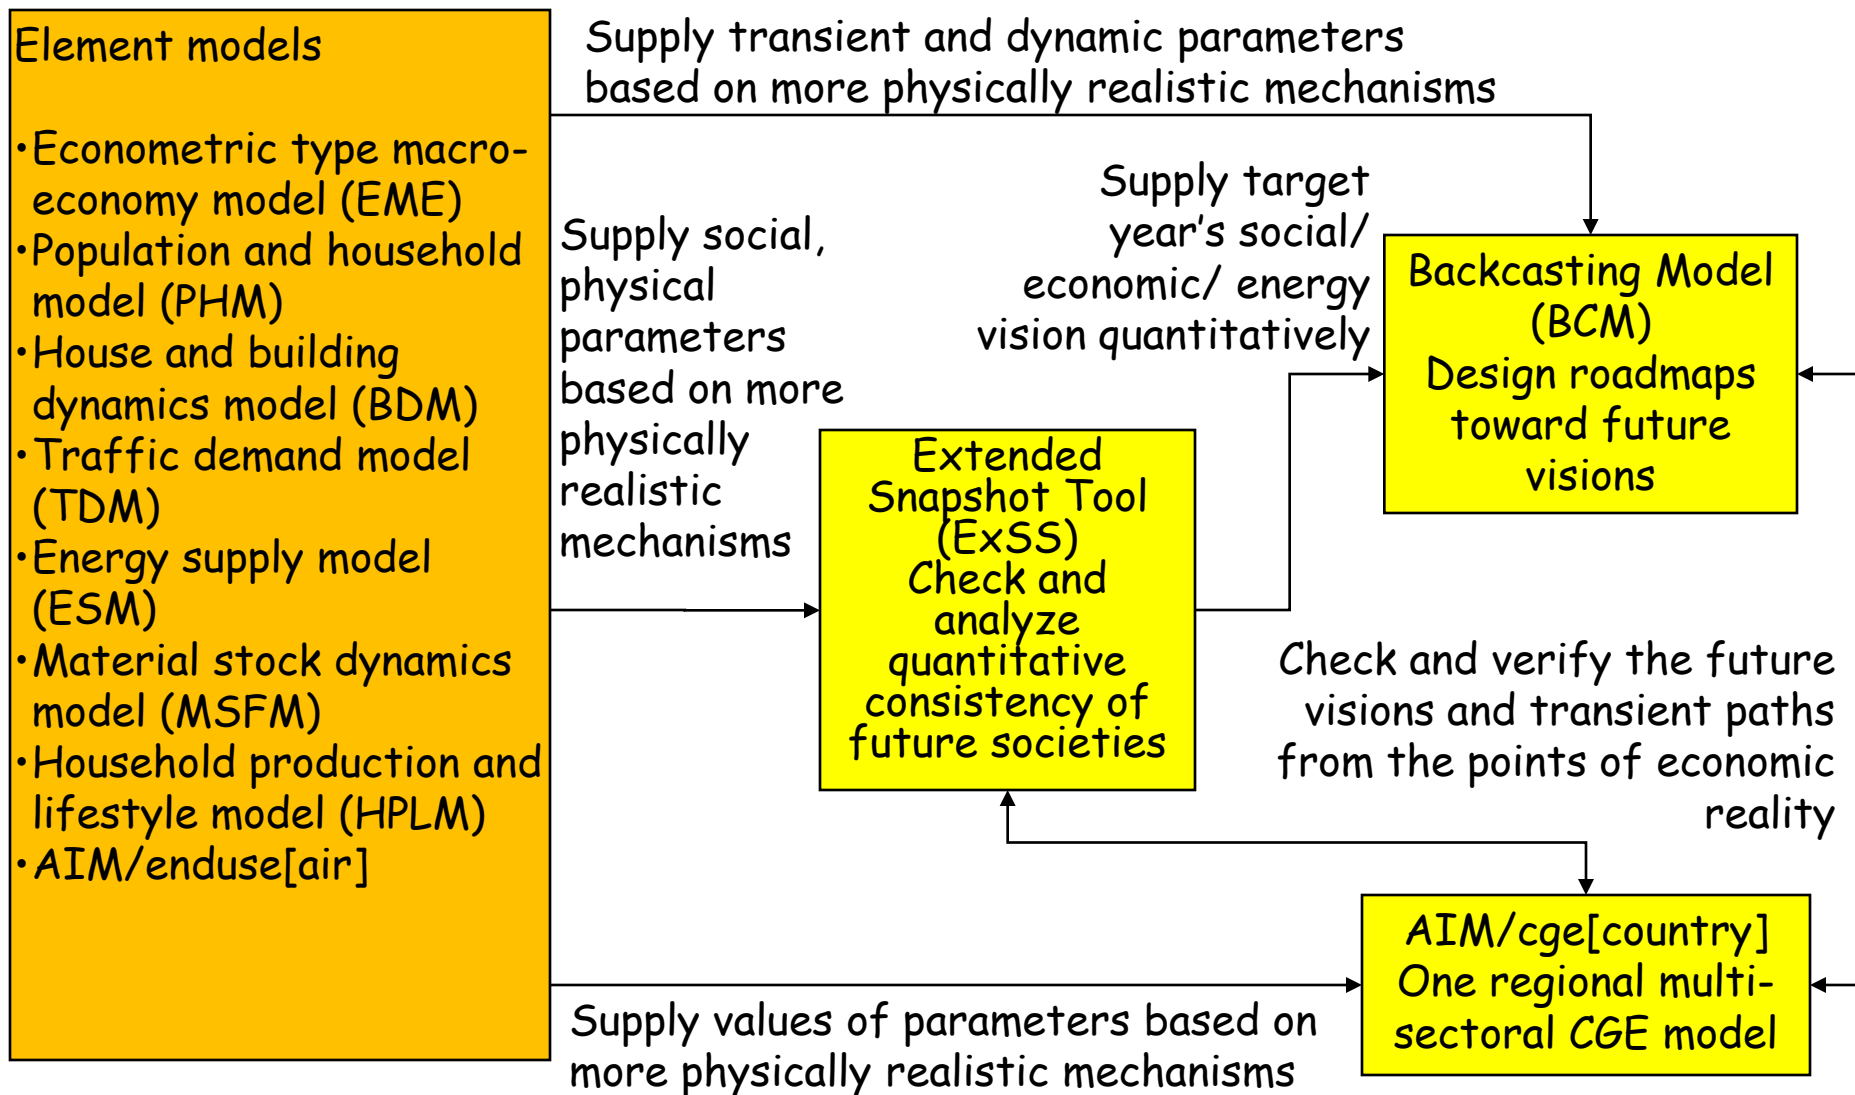 Element models
・Econometric type macro-
economy model (EME)
・Population and household
model (PHM)
・House and building
dynamics model (BDM)
・Traffic demand model
(TDM)
・Energy supply model
(ESM)
・Material stock dynamics
model (MSFM)
・Household production and
lifestyle model (HPLM)
・AIM/enduse[air]
Supply transient and dynamic parameters
based on more physically realistic mechanisms
Supply social,
physical
parameters
based on more
physically
realistic
mechanisms
Supply target
year's social/
economic/ energy
vision quantitatively
Backcasting Model
(BCM)
Design roadmaps
toward future
visions
Extended
Snapshot Tool
(ExSS)
Check and
analyze
quantitative
consistency of
future societies
Check and verify the future
visions and transient paths
from the points of economic
reality
AIM/cge[country]
One regional multi-
sectoral CGE model
Supply values of parameters based on
more physically realistic mechanisms